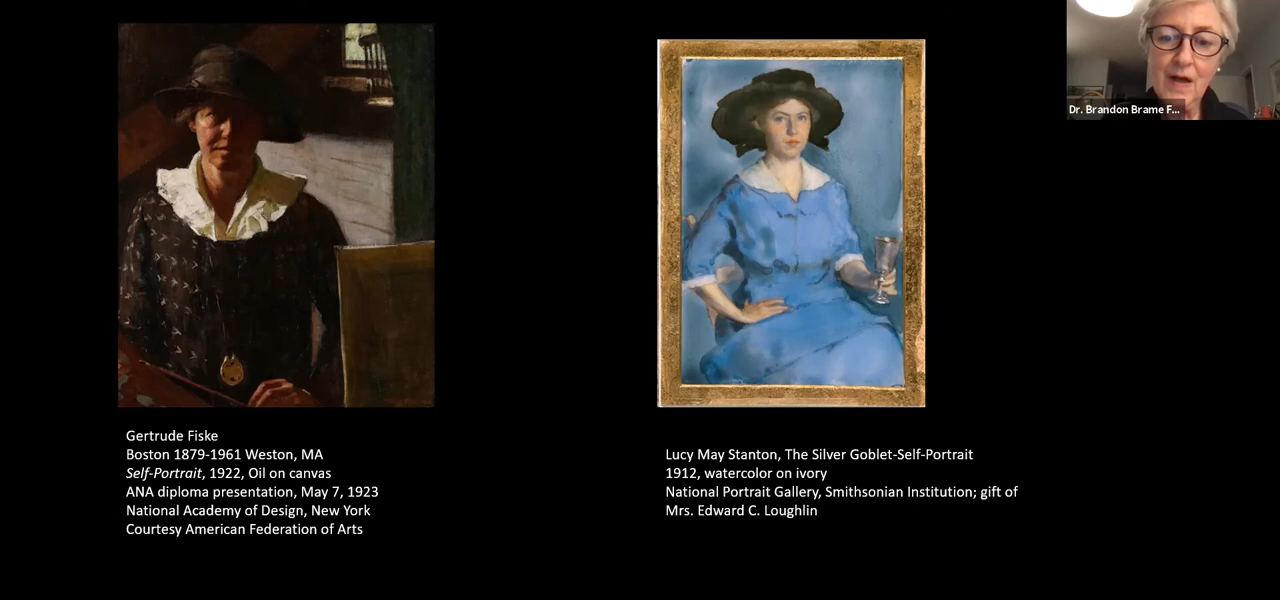 Dr. Brandon Brame F...
Gertrude Fiske
Boston 1879-1961 Weston, MA
Self-Portrait, 1922, Oil on canvas
ANA diploma presentation, May 7, 1923
National Academy of Design, New York
Courtesy American Federation of Arts
Lucy May Stanton, The Silver Goblet-Self-Portrait
1912, watercolor on ivory
National Portrait Gallery, Smithsonian Institution; gift of
Mrs. Edward C. Loughlin